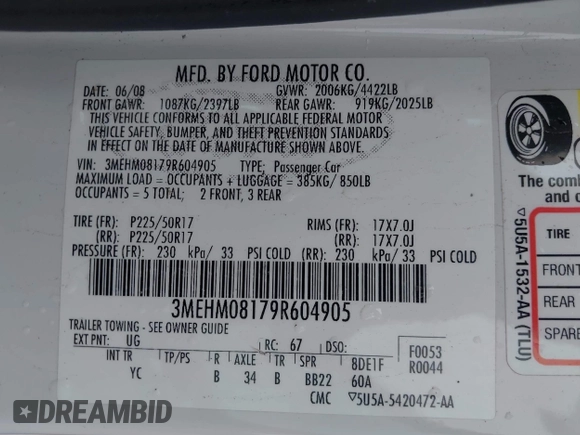 MFD. BY FORD MOTOR CO.
DATE: 06/08 GVWR: 2006KG/4422LB
FRONT GAWR: 1087KG/2397LB REAR GAWR: 919KG/2025LB
THIS VEHICLE CONFORMS TO ALL APPLICABLE FEDERAL MOTOR
VEHICLE SAFETY, BUMPER, AND THEFT PREVENTION STANDARDS
IN EFFECT ON THE DATE OF MANUFACTURE SHOWN ABOVE.
VIN: 3MEHM08179R604905 TYPE: Passenger Car
MAXIMUM LOAD = OCCUPANTS + LUGGAGE = 385KG/ 850LB
OCCUPANTS = 5 TOTAL; 2 FRONT, 3 REAR
TIRE (FR): P225/50R17 RIMS (FR): 17X7.0J
(RR): P225/50R17 (RR): 17X7.0J
PRESSURE (FR): 230 kPa/ 33 PSI COLD (RR): 230 kPa/ 33 PSI COLD
3MEHM08179R604905
TRAILER TOWING - SEE OWNER GUIDE
EXT PNT: UG RC: 67 DSO:
INT TR TP/PS R AXLE TR SPR 8DE1F
YC B 34 B BB22 60A
F0053
R0044
CMC 5U5A-5420472-AA
The comb
and c
5U5A-1532-AA (TLU)
TIRE
FRONT
REAR
SPARE
DREAMBID